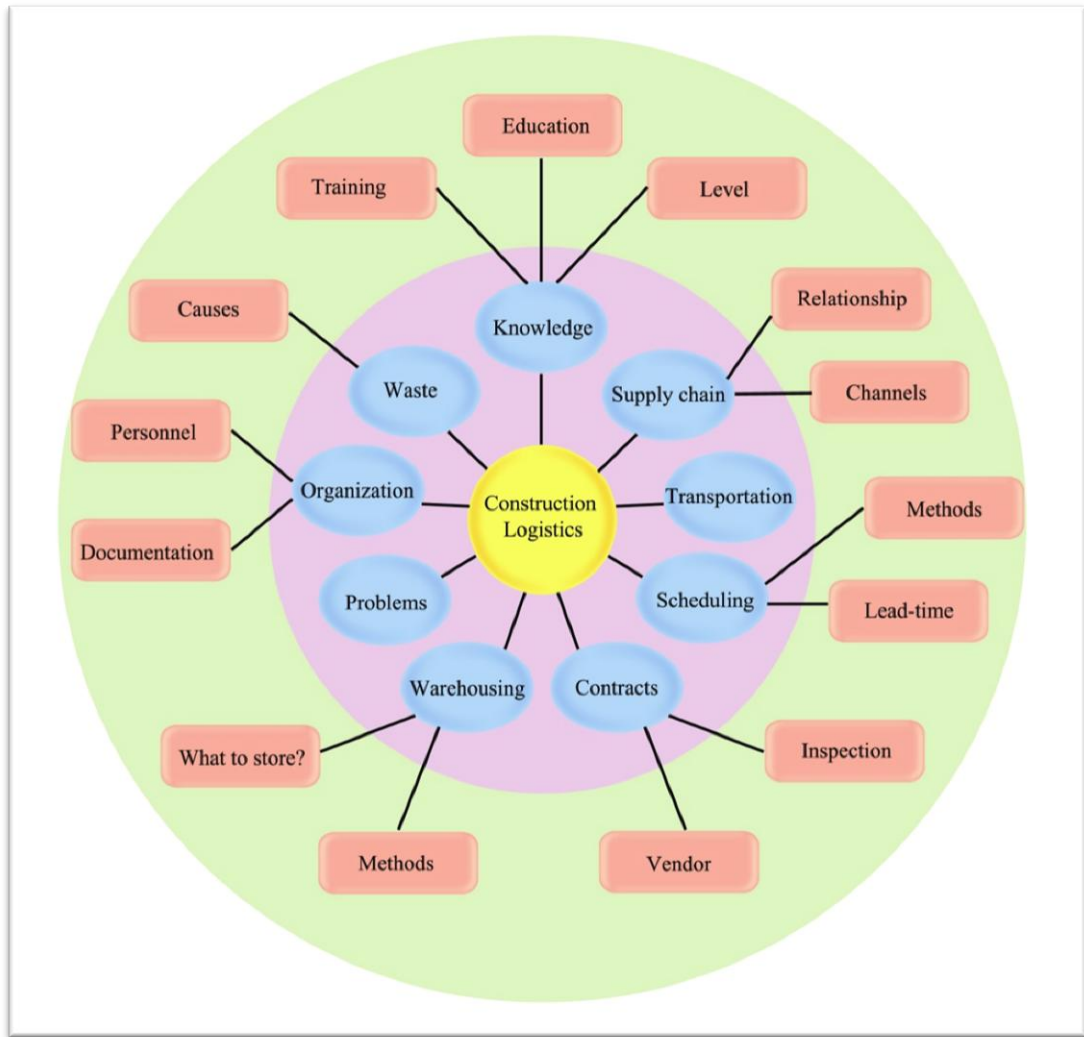 Education
Training
Level
Relationship
Causes
Knowledge
Waste
Supply chain
Channels
Personnel
Organization
Construction
Logistics
Transportation
Methods
Documentation
Problems
Scheduling
Lead-time
Warehousing
Contracts
What to store?
Inspection
Methods
Vendor